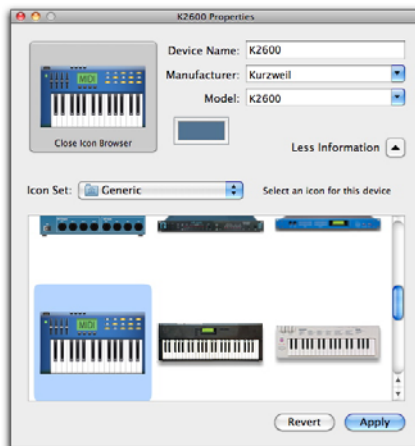 K2600 Properties
Device Name: K2600
Manufacturer: Kurzweil
Model: K2600
MIDI
Close Icon Browser
Less Information
Icon Set: Generic
Select an icon for this device
MIDI
Revert
Apply